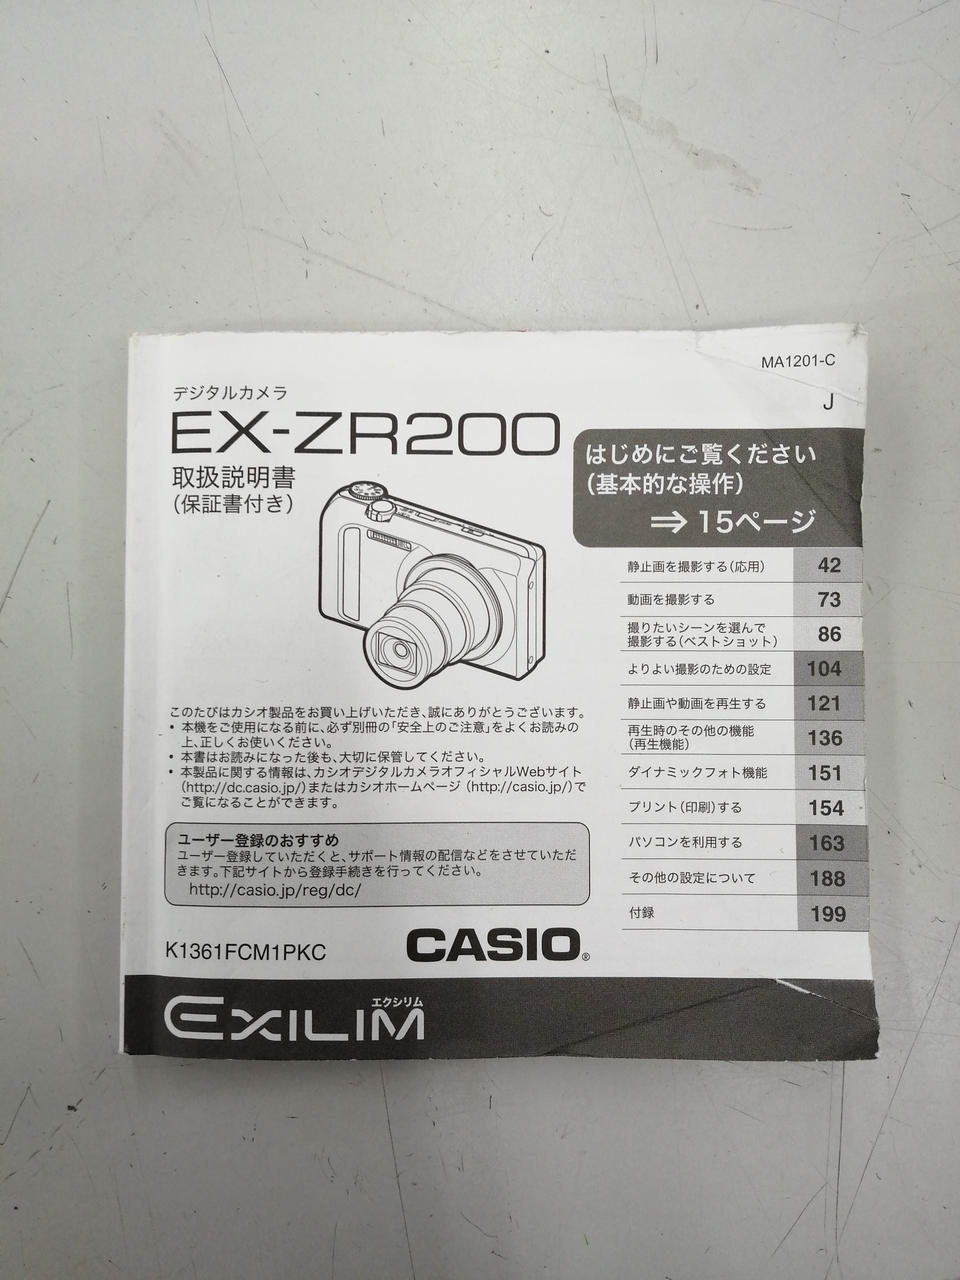 MA1201-C
J
デジタルカメラ
EX-ZR200
取扱説明書
(保証書付き)
はじめにご覧ください
(基本的な操作)
⇒ 15ページ
静止画を撮影する(応用) 42
動画を撮影する 73
撮りたいシーンを選んで
撮影する(ベストショット) 86
よりよい撮影のための設定 104
静止画や動画を再生する 121
再生時のその他の機能
(再生機能) 136
ダイナミックフォト機能 151
プリント(印刷)する 154
パソコンを利用する 163
その他の設定について 188
付録 199
このたびはカシオ製品をお買い上げいただき、誠にありがとうございます。
• 本機をご使用になる前に、必ず別冊の「安全上のご注意」をよくお読みの
上、正しくお使いください。
• 本書はお読みになった後も、大切に保管してください。
• 本製品に関する情報は、カシオデジタルカメラオフィシャルWebサイト
(http://dc.casio.jp/)またはカシオホームページ(http://casio.jp/)で
ご覧になることができます。
ユーザー登録のおすすめ
ユーザー登録していただくと、サポート情報の配信などをさせていただ
きます。下記サイトから登録手続きを行ってください。
http://casio.jp/reg/dc/
K1361FCM1PKC
CASIO®
エクシリム
EXILIM